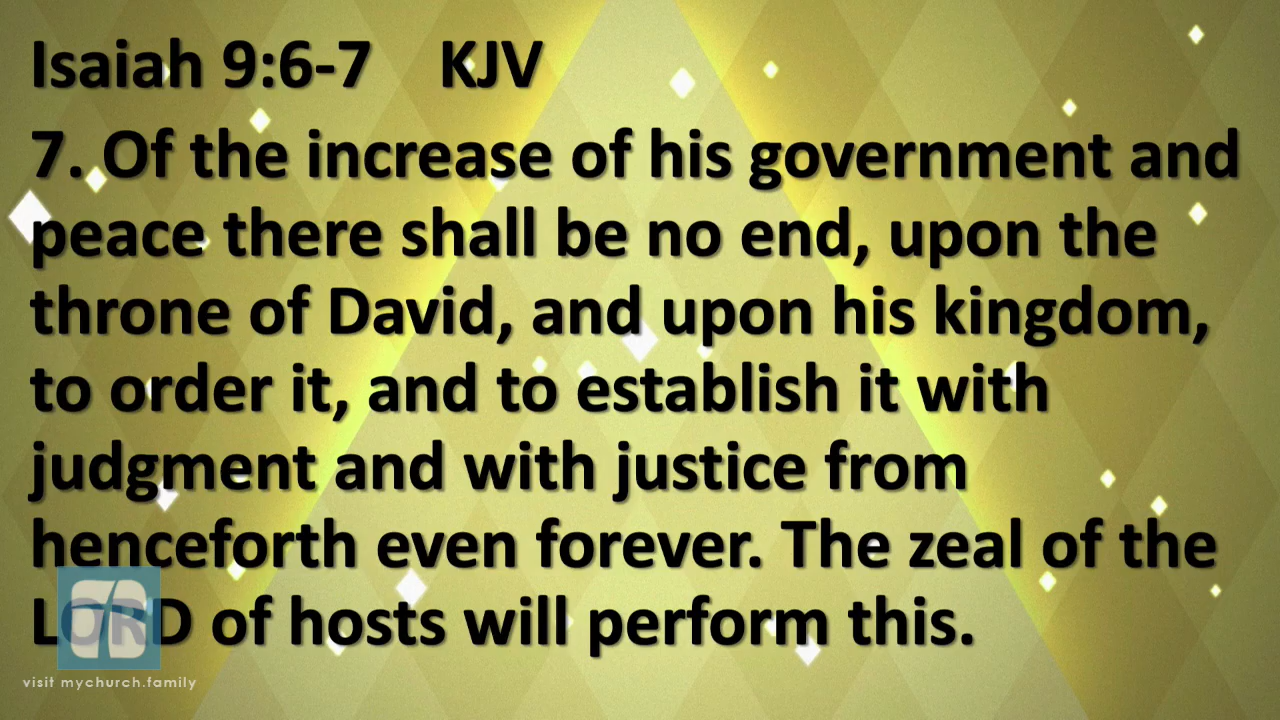 Isaiah 9:6-7 KJV
7. Of the increase of his government and
peace there shall be no end, upon the
throne of David, and upon his kingdom,
to order it, and to establish it with
judgment and with justice from
henceforth even forever. The zeal of the
LORD of hosts will perform this.
visit mychurch.family